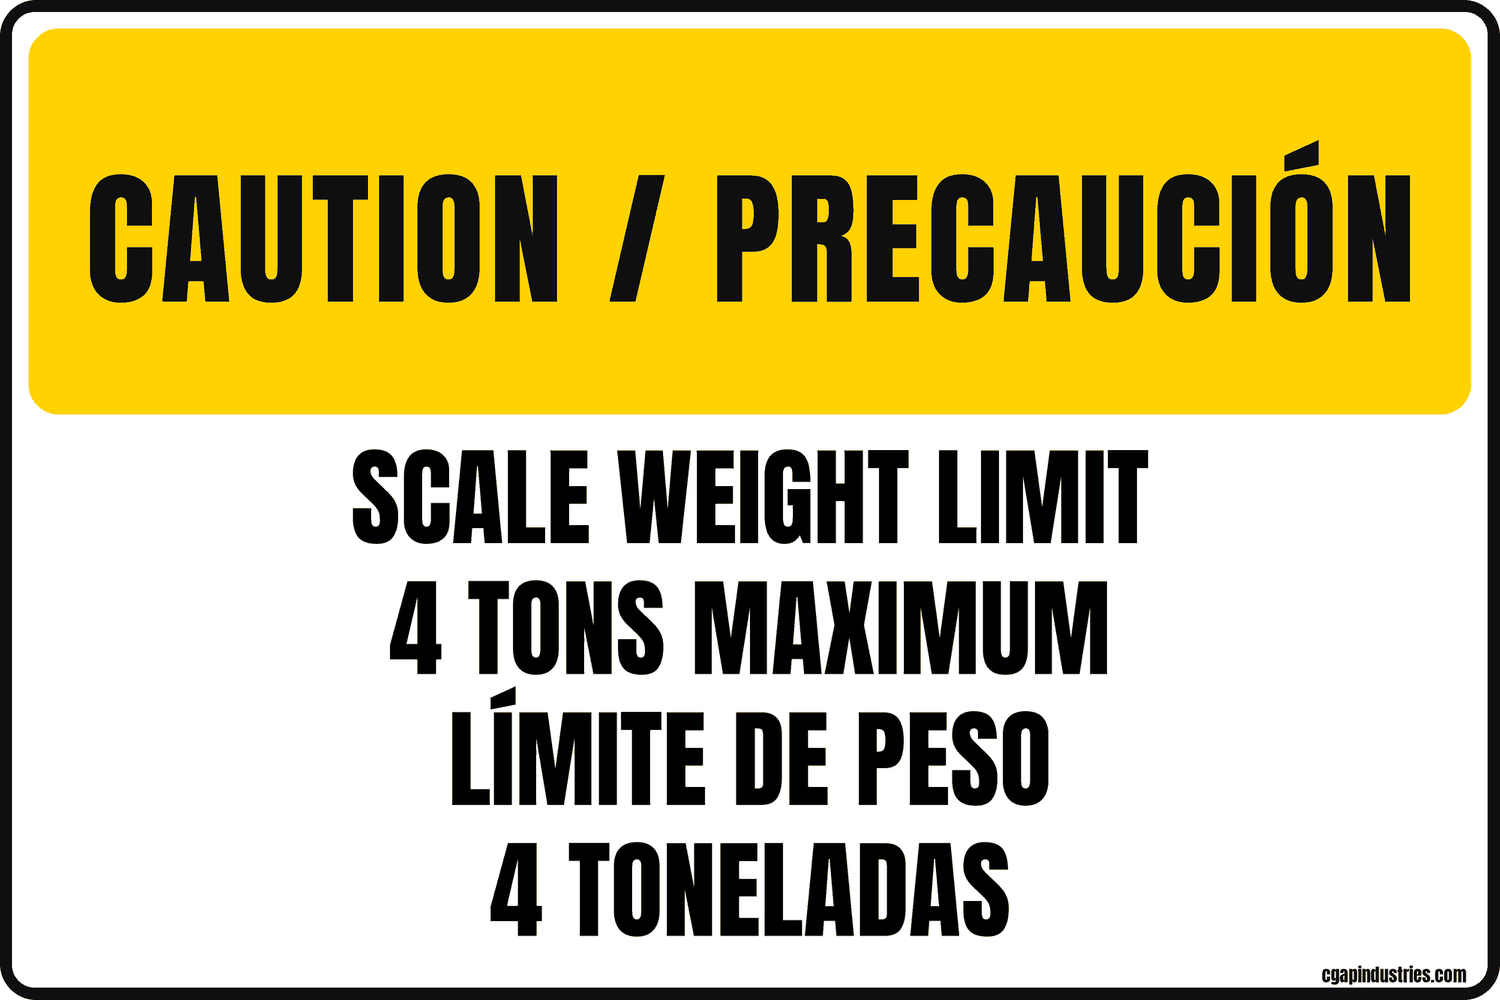 CAUTION / PRECAUCIÓN
SCALE WEIGHT LIMIT
4 TONS MAXIMUM
LÍMITE DE PESO
4 TONELADAS
cgapindustries.com